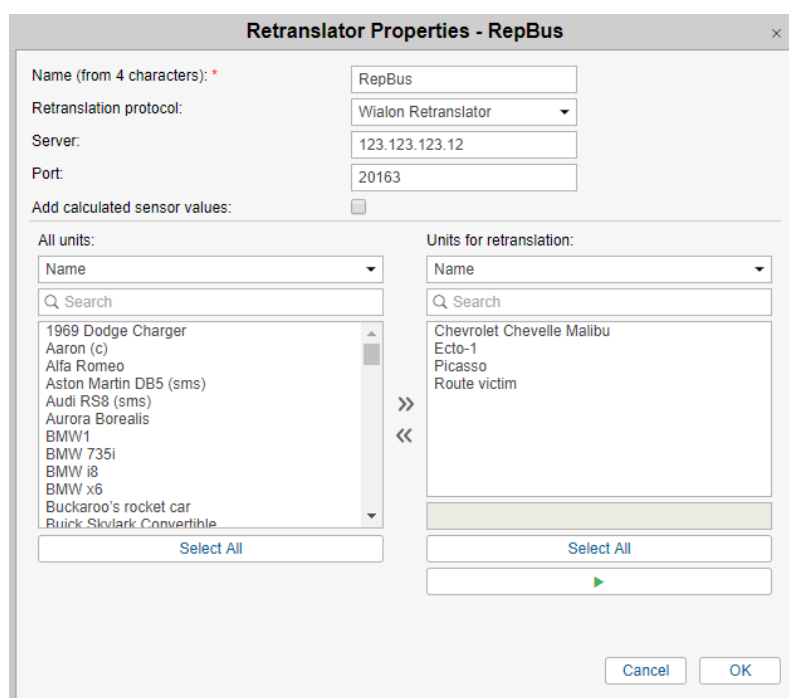 Retranslator Properties - RepBus
×
Name (from 4 characters): *
RepBus
Retranslation protocol:
Wialon Retranslator
Server:
123.123.123.12
Port:
20163
Add calculated sensor values:
All units:
Name
Search
1969 Dodge Charger
Aaron (c)
Alfa Romeo
Aston Martin DB5 (sms)
Audi RS8 (sms)
Aurora Borealis
BMW1
BMW 735i
BMW i8
BMW x6
Buckaroo's rocket car
Buick Skylark Convertible
Select All
Units for retranslation:
Name
Search
Chevrolet Chevelle Malibu
Ecto-1
Picasso
Route victim
Select All
Cancel
OK